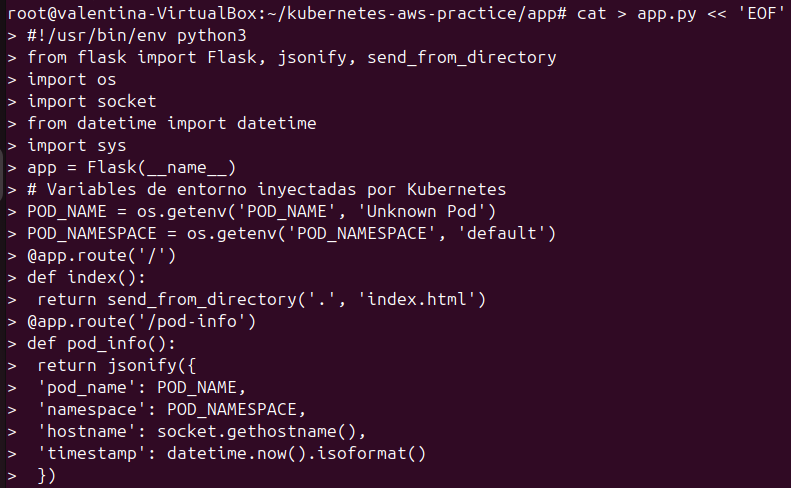 root@valentina-VirtualBox:~/kubernetes-aws-practice/app# cat > app.py << 'EOF'
> #!/usr/bin/env python3
> from flask import Flask, jsonify, send_from_directory
> import os
> import socket
> from datetime import datetime
> import sys
> app = Flask(__name__)
> # Variables de entorno inyectadas por Kubernetes
> POD_NAME = os.getenv('POD_NAME', 'Unknown Pod')
> POD_NAMESPACE = os.getenv('POD_NAMESPACE', 'default')
> @app.route('/')
> def index():
>  return send_from_directory('.', 'index.html')
> @app.route('/pod-info')
> def pod_info():
>  return jsonify({
>  'pod_name': POD_NAME,
>  'namespace': POD_NAMESPACE,
>  'hostname': socket.gethostname(),
>  'timestamp': datetime.now().isoformat()
>  })